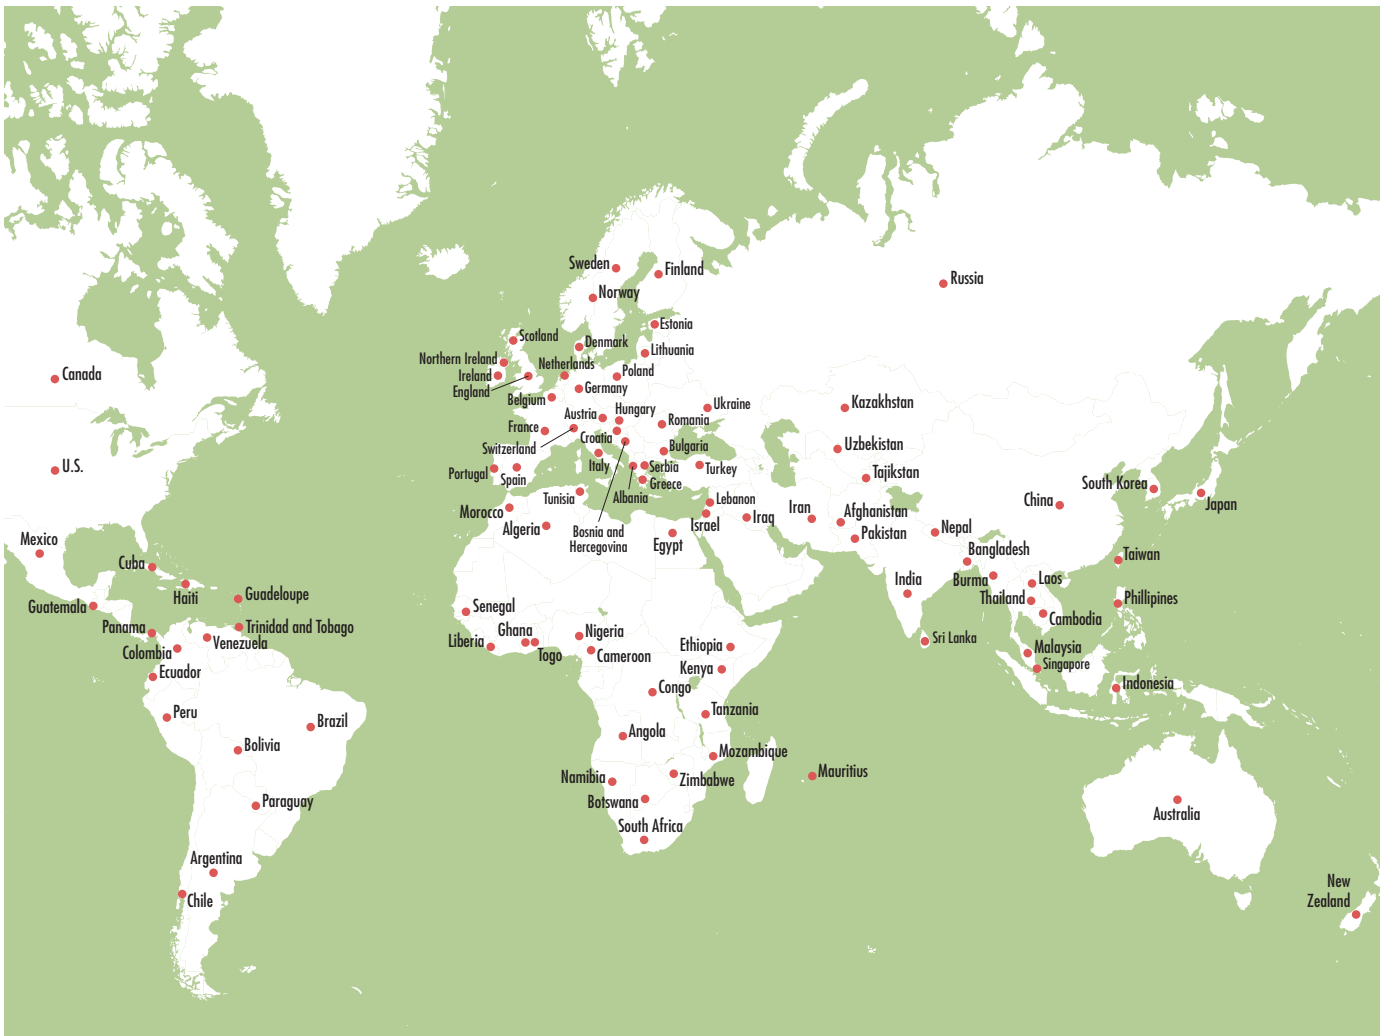 Sweden
Finland
Russia
Norway
Estonia
Scotland
Denmark
Lithuania
Northern Ireland
Netherlands
Ireland
Poland
Canada
England
Germany
Belgium
Ukraine
Kazakhstan
Austria
Hungary
Romania
France
Croatia
Switzerland
Bulgaria
Uzbekistan
U.S.
Italy
Serbia
Turkey
Tajikstan
Portugal
Spain
Greece
South Korea
Tunisia
Albania
Lebanon
China
Japan
Morocco
Iran
Afghanistan
Algeria
Israel
Iraq
Bosnia and
Hercegovina
Egypt
Pakistan
Nepal
Mexico
Bangladesh
Taiwan
Cuba
India
Burma
Laos
Haiti
Guadeloupe
Thailand
Phillipines
Guatemala
Senegal
Cambodia
Panama
Trinidad and Tobago
Ghana
Nigeria
Liberia
Venezuela
Ethiopia
Sri Lanka
Colombia
Togo
Cameroon
Malaysia
Kenya
Singapore
Ecuador
Congo
Indonesia
Peru
Brazil
Tanzania
Angola
Bolivia
Mozambique
Namibia
Zimbabwe
Mauritius
Paraguay
Botswana
Australia
South Africa
Argentina
New
Zealand
Chile